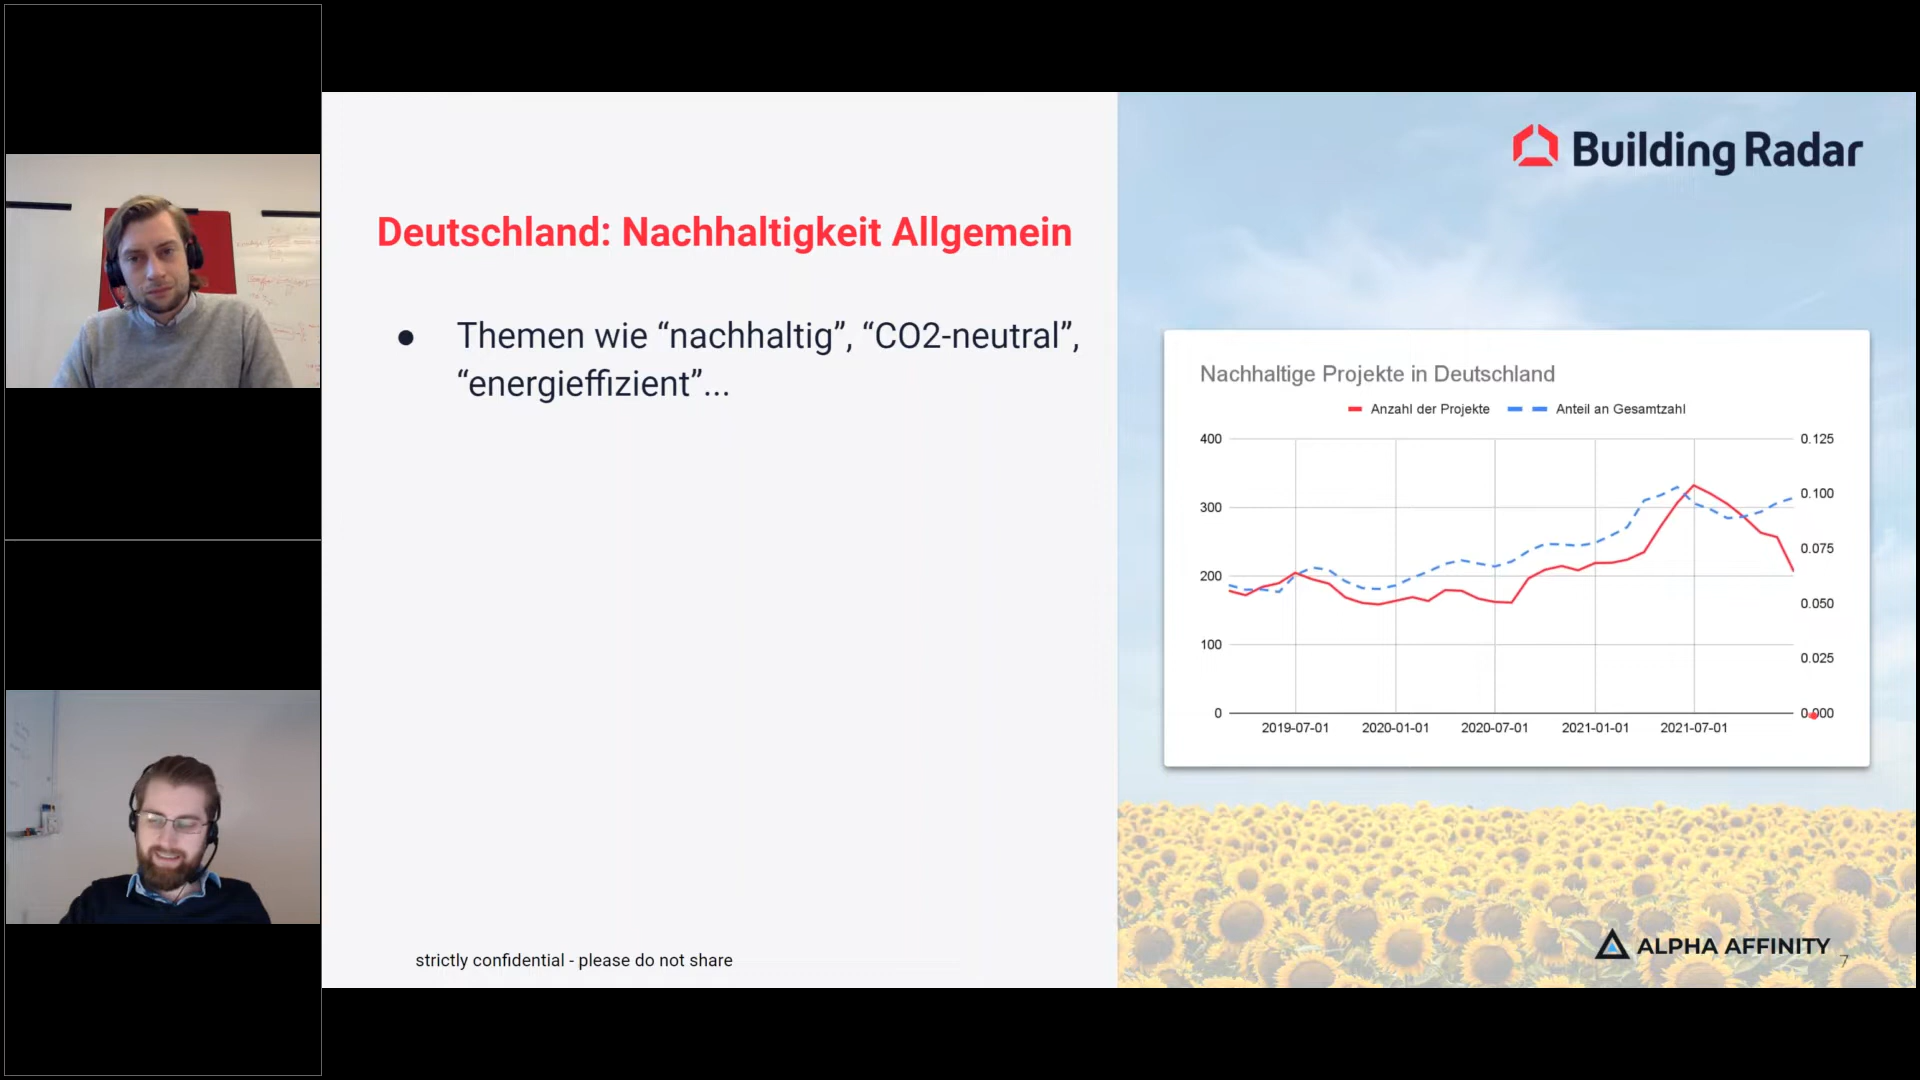 Building Radar
Deutschland: Nachhaltigkeit Allgemein
● Themen wie “nachhaltig”, “CO2-neutral”,
“energieffizient”...
Nachhaltige Projekte in Deutschland
Anzahl der Projekte Anteil an Gesamtzahl
400 0.125
0.100
300
0.075
200
0.050
100
0.025
0 0.000
2019-07-01 2020-01-01 2020-07-01 2021-01-01 2021-07-01
ALPHA AFFINITY
7
strictly confidential - please do not share